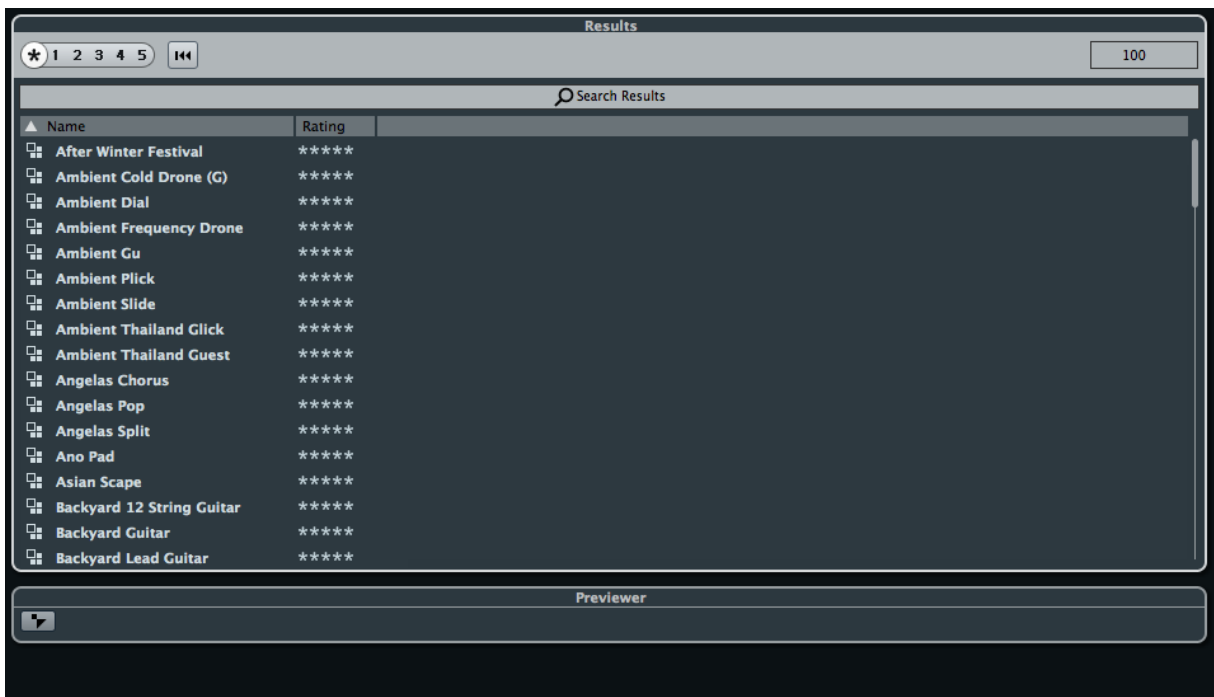 Results
* 1 2 3 4 5 100
Search Results
Name Rating
After Winter Festival *****
Ambient Cold Drone (G) *****
Ambient Dial *****
Ambient Frequency Drone *****
Ambient Gu *****
Ambient Plick *****
Ambient Slide *****
Ambient Thailand Glick *****
Ambient Thailand Guest *****
Angelas Chorus *****
Angelas Pop *****
Angelas Split *****
Ano Pad *****
Asian Scape *****
Backyard 12 String Guitar *****
Backyard Guitar *****
Backyard Lead Guitar *****
Previewer